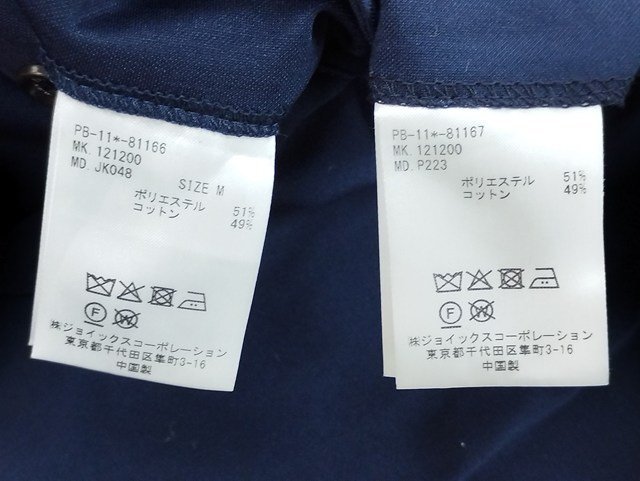 PB-11*-81166
MK. 121200
MD. JK048
SIZE M
ポリエステル 51%
コットン 49%
F
W
㈱ジョイックスコーポレーション
東京都千代田区隼町3-16
中国製
PB-11*-81167
MK. 121200
MD. P223
ポリエステル 51%
コットン 49%
F
W
㈱ジョイックスコーポレーション
東京都千代田区隼町3-16
中国製